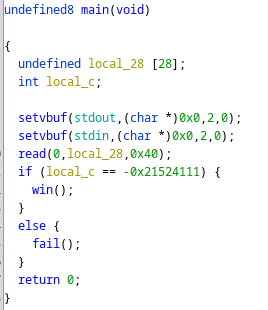 undefined8 main(void)
{
undefined local_28 [28];
int local_c;
setvbuf(stdout,(char *)0x0,2,0);
setvbuf(stdin,(char *)0x0,2,0);
read(0,local_28,0x40);
if (local_c == -0x21524111) {
win();
}
else {
fail();
}
return 0;
}